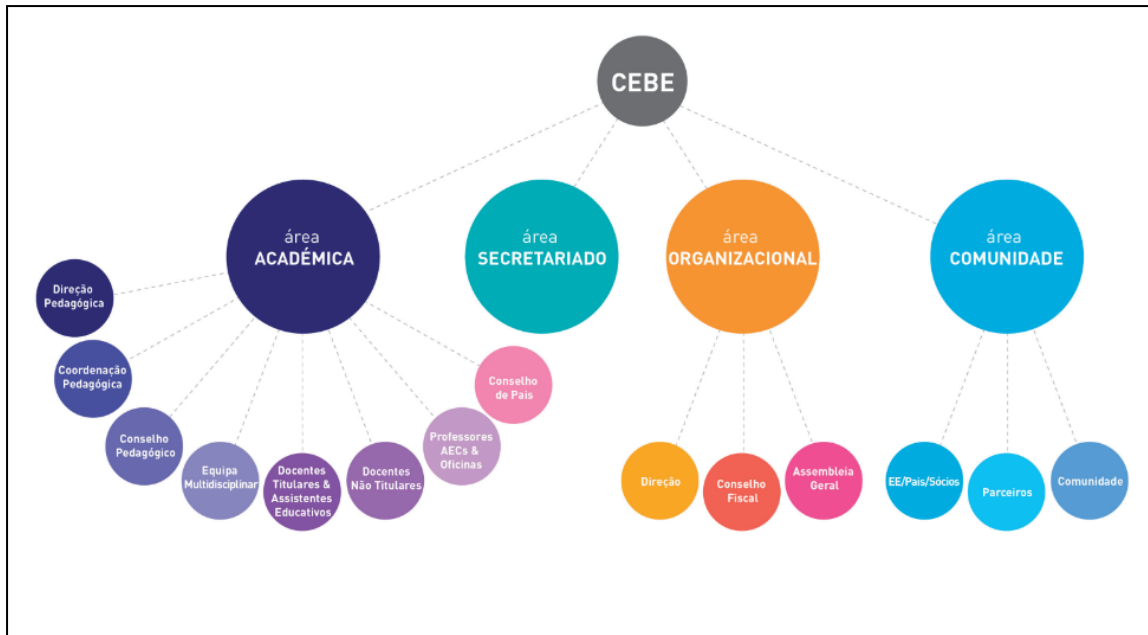 CEBE
área
ACADÉMICA
área
SECRETARIADO
área
ORGANIZACIONAL
área
COMUNIDADE
Direção
Pedagógica
Coordenação
Pedagógica
Conselho
Pedagógico
Equipa
Multidisciplinar
Docentes
Titulares &
Assistentes
Educativos
Docentes
Não Titulares
Professores
AECs &
Oficinas
Conselho
de Pais
Direção
Conselho
Fiscal
Assembleia
Geral
EE/Pais/Sócios
Parceiros
Comunidade